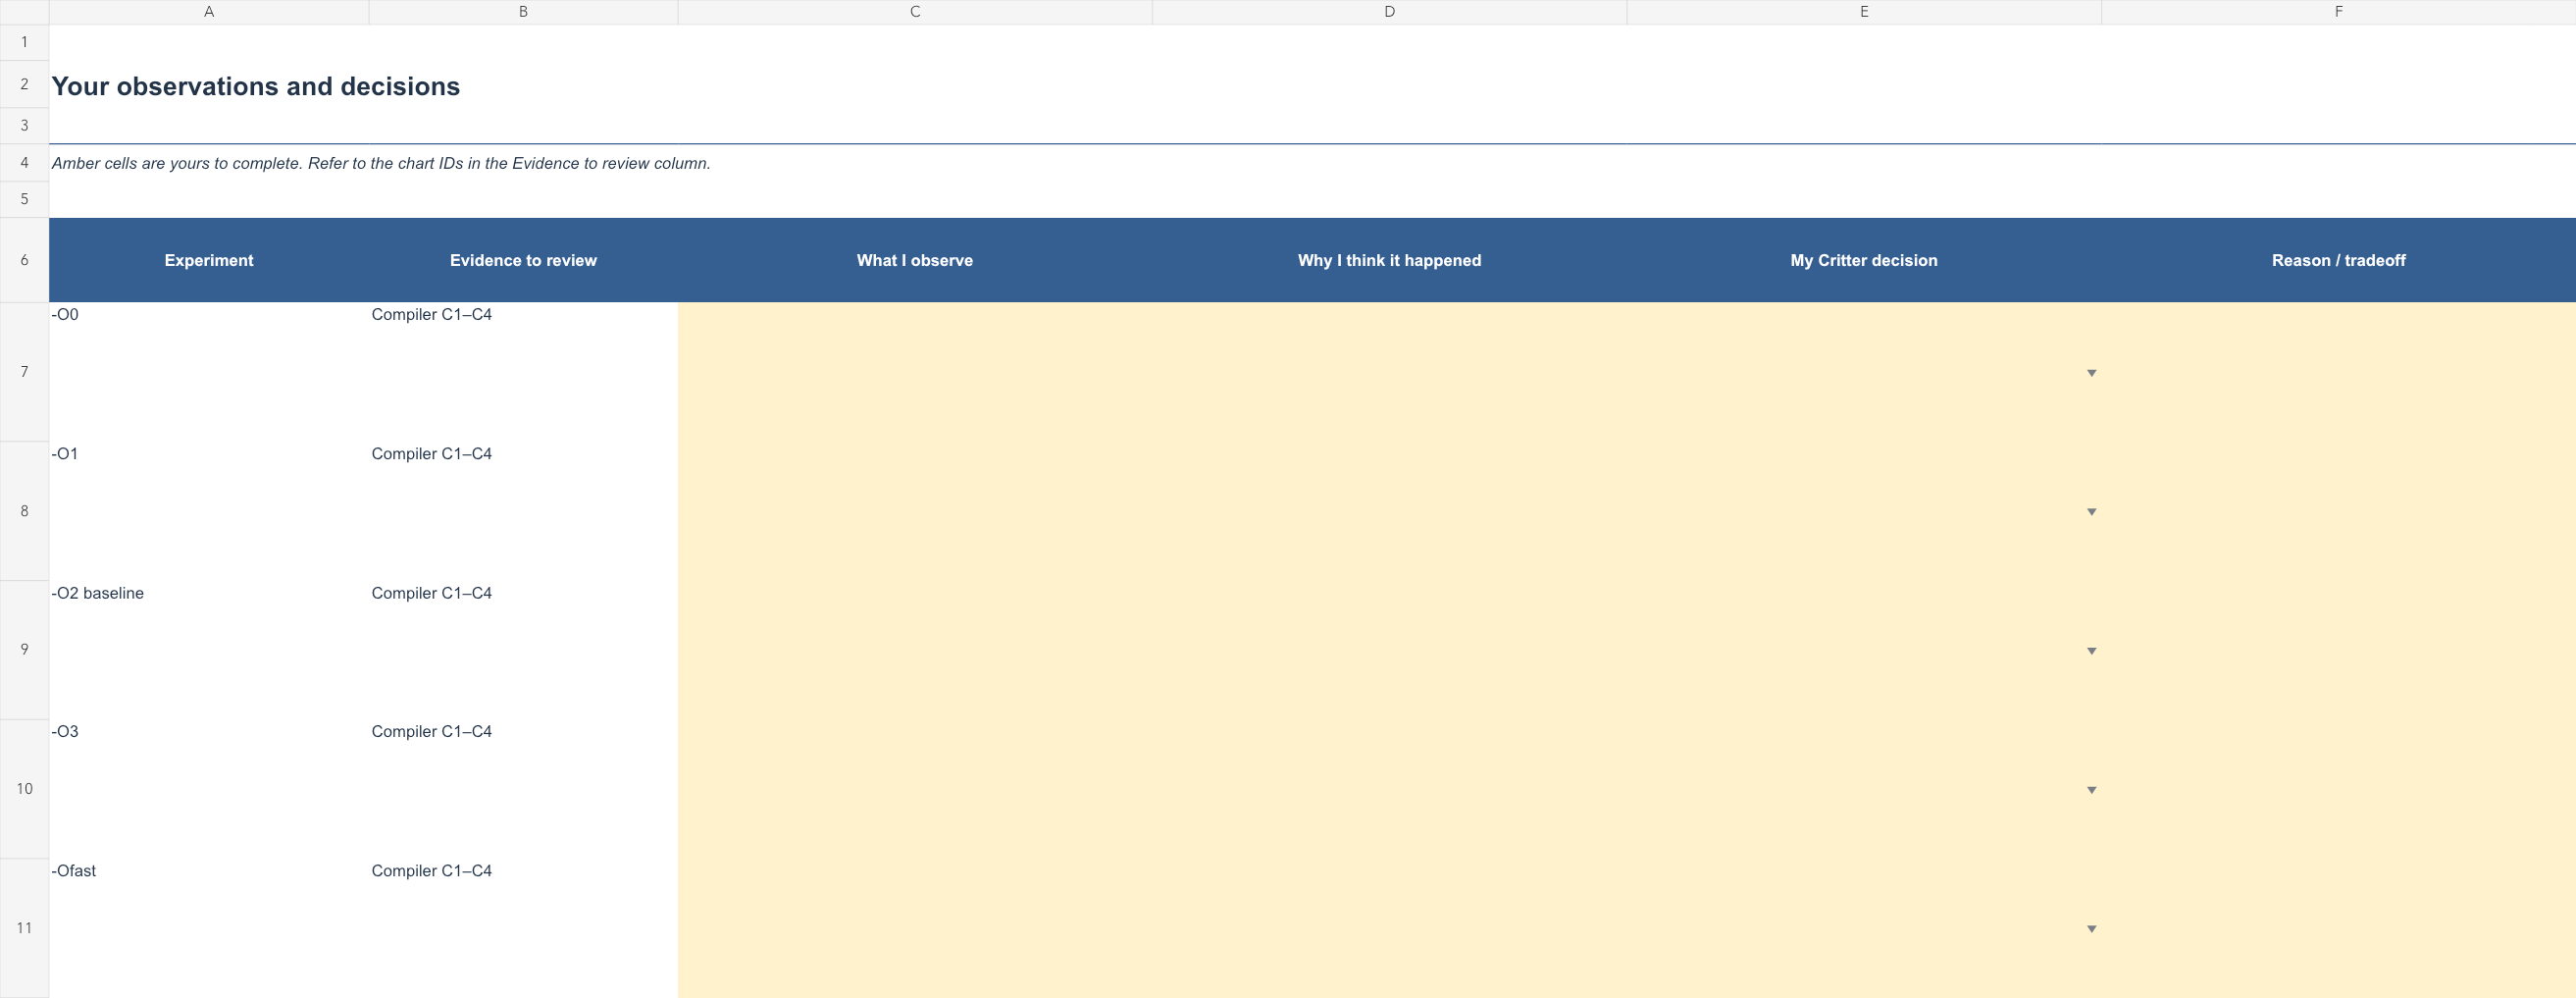 A B C D E F
1
2 Your observations and decisions
3
4 Amber cells are yours to complete. Refer to the chart IDs in the Evidence to review column.
5
6 Experiment Evidence to review What I observe Why I think it happened My Critter decision Reason / tradeoff
7 -O0 Compiler C1–C4
8 -O1 Compiler C1–C4
9 -O2 baseline Compiler C1–C4
10 -O3 Compiler C1–C4
11 -Ofast Compiler C1–C4